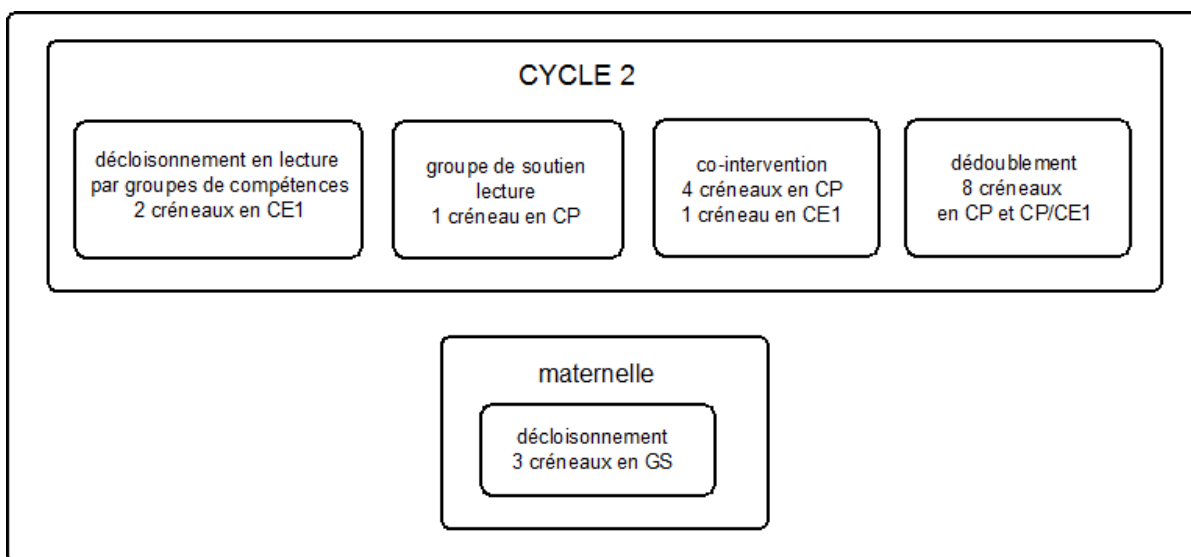 CYCLE 2
décloisonnement en lecture
par groupes de compétences
2 créneaux en CE1
groupe de soutien
lecture
1 créneau en CP
co-intervention
4 créneaux en CP
1 créneau en CE1
dédoublement
8 créneaux
en CP et CP/CE1
maternelle
décloisonnement
3 créneaux en GS